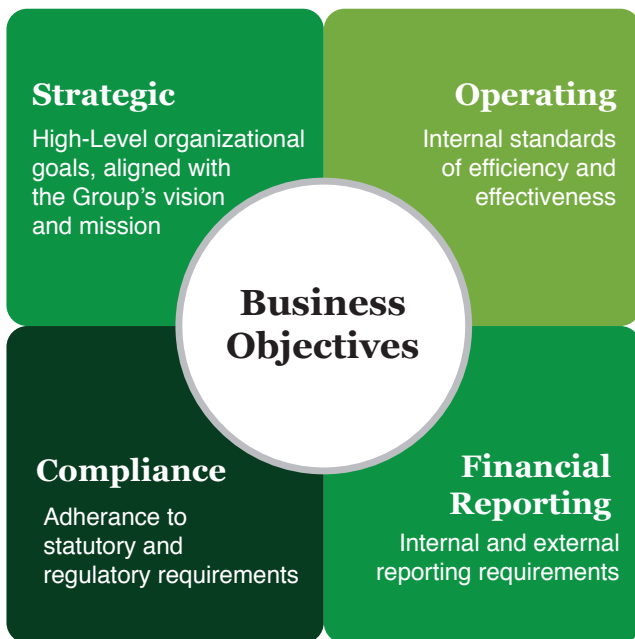 Strategic
High-Level organizational
goals, aligned with
the Group's vision
and mission
Operating
Internal standards
of efficiency and
effectiveness
Business
Objectives
Compliance
Adherence to
statutory and
regulatory requirements
Financial
Reporting
Internal and external
reporting requirements